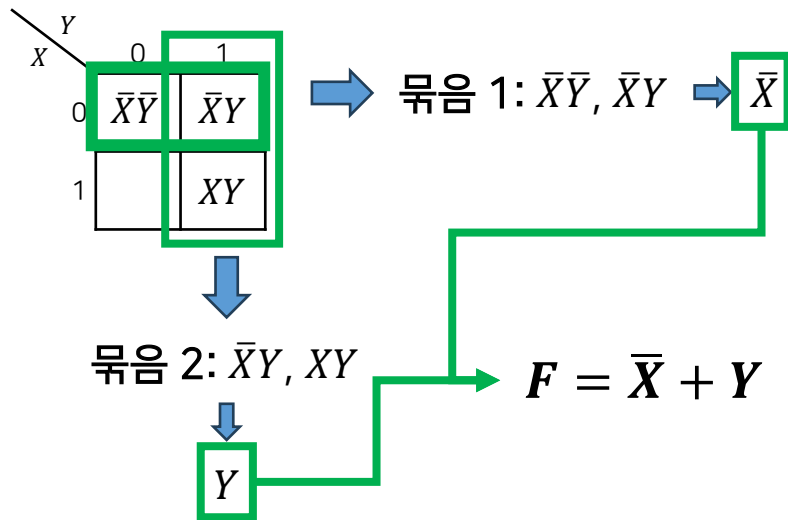 Y
X
0 1
0 X̄Ȳ X̄Y
1 XY
묶음 1: X̄Ȳ, X̄Y
X̄
묶음 2: X̄Y, XY
Y
F = X̄ + Y